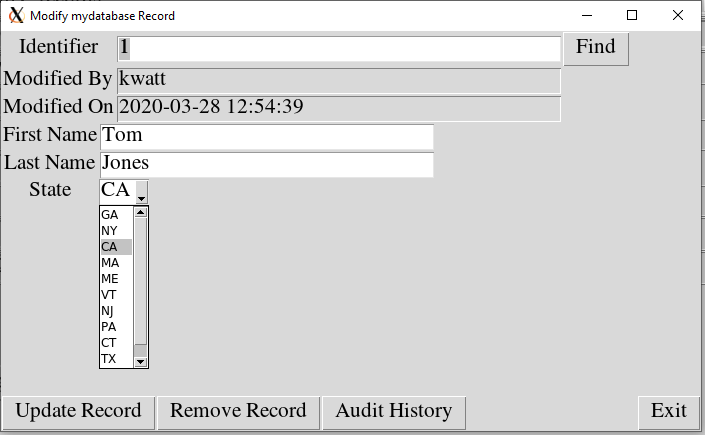 Modify mydatabase Record
Identifier 1 Find
Modified By kwatt
Modified On 2020-03-28 12:54:39
First Name Tom
Last Name Jones
State CA
GA
NY
CA
MA
ME
VT
NJ
PA
CT
TX
Update Record Remove Record Audit History Exit